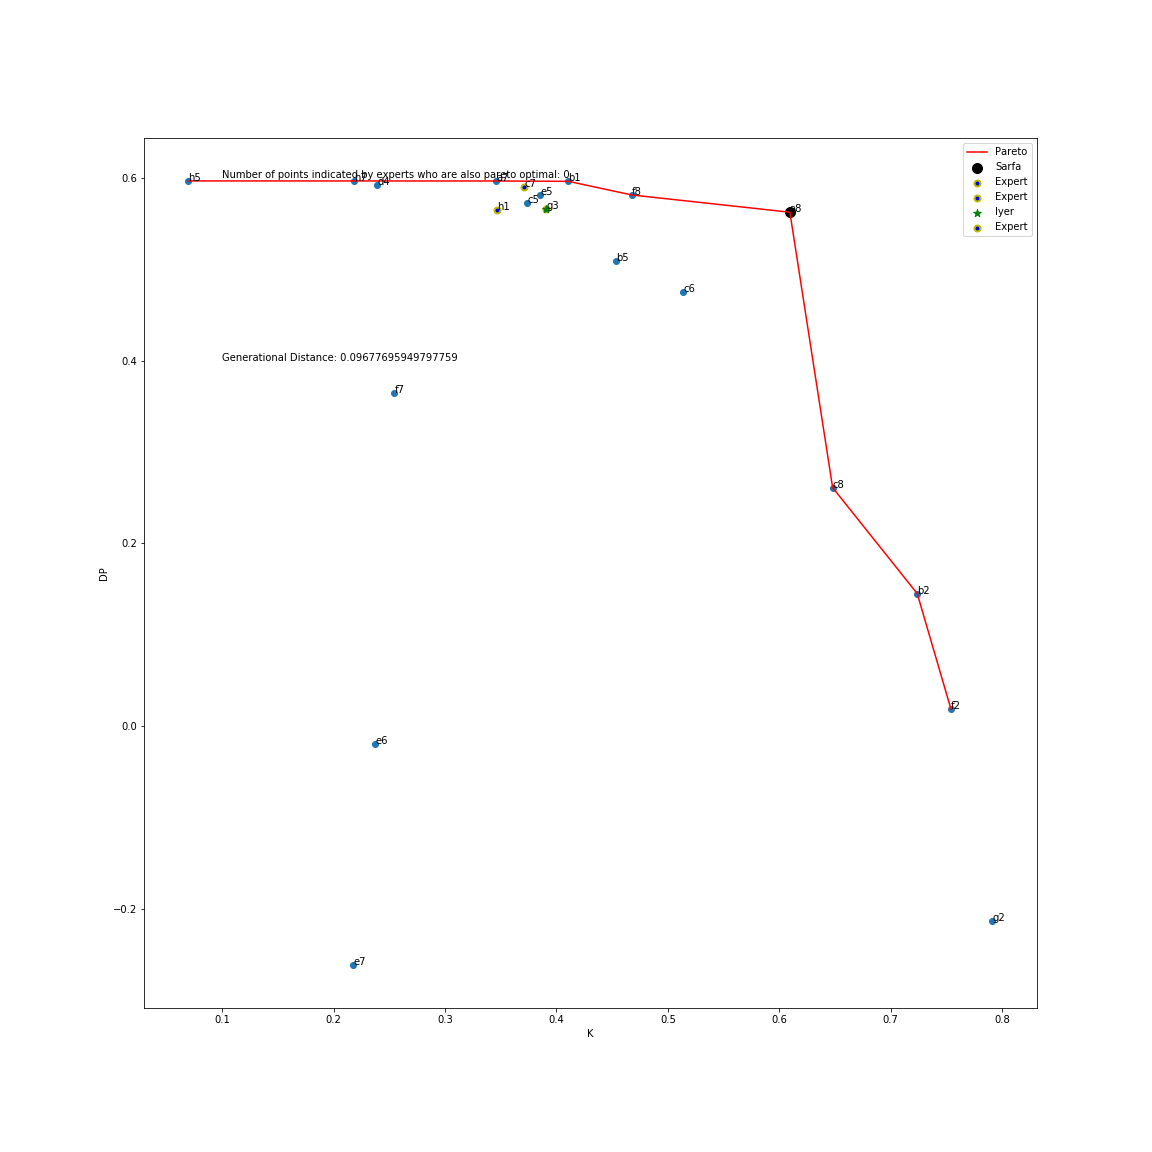 Pareto
Sarfa
Expert
Expert
Iyer
Expert
Number of points indicated by experts who are also pareto optimal: 0
h5
d4
c7
b1
e5
f8
c5
h1
g3
e8
b5
c6
Generational Distance: 0.09677695949797759
f7
c8
b2
f2
e6
g2
e7
0.6
0.4
0.2
0.0
−0.2
DP
0.1 0.2 0.3 0.4 0.5 0.6 0.7 0.8
K